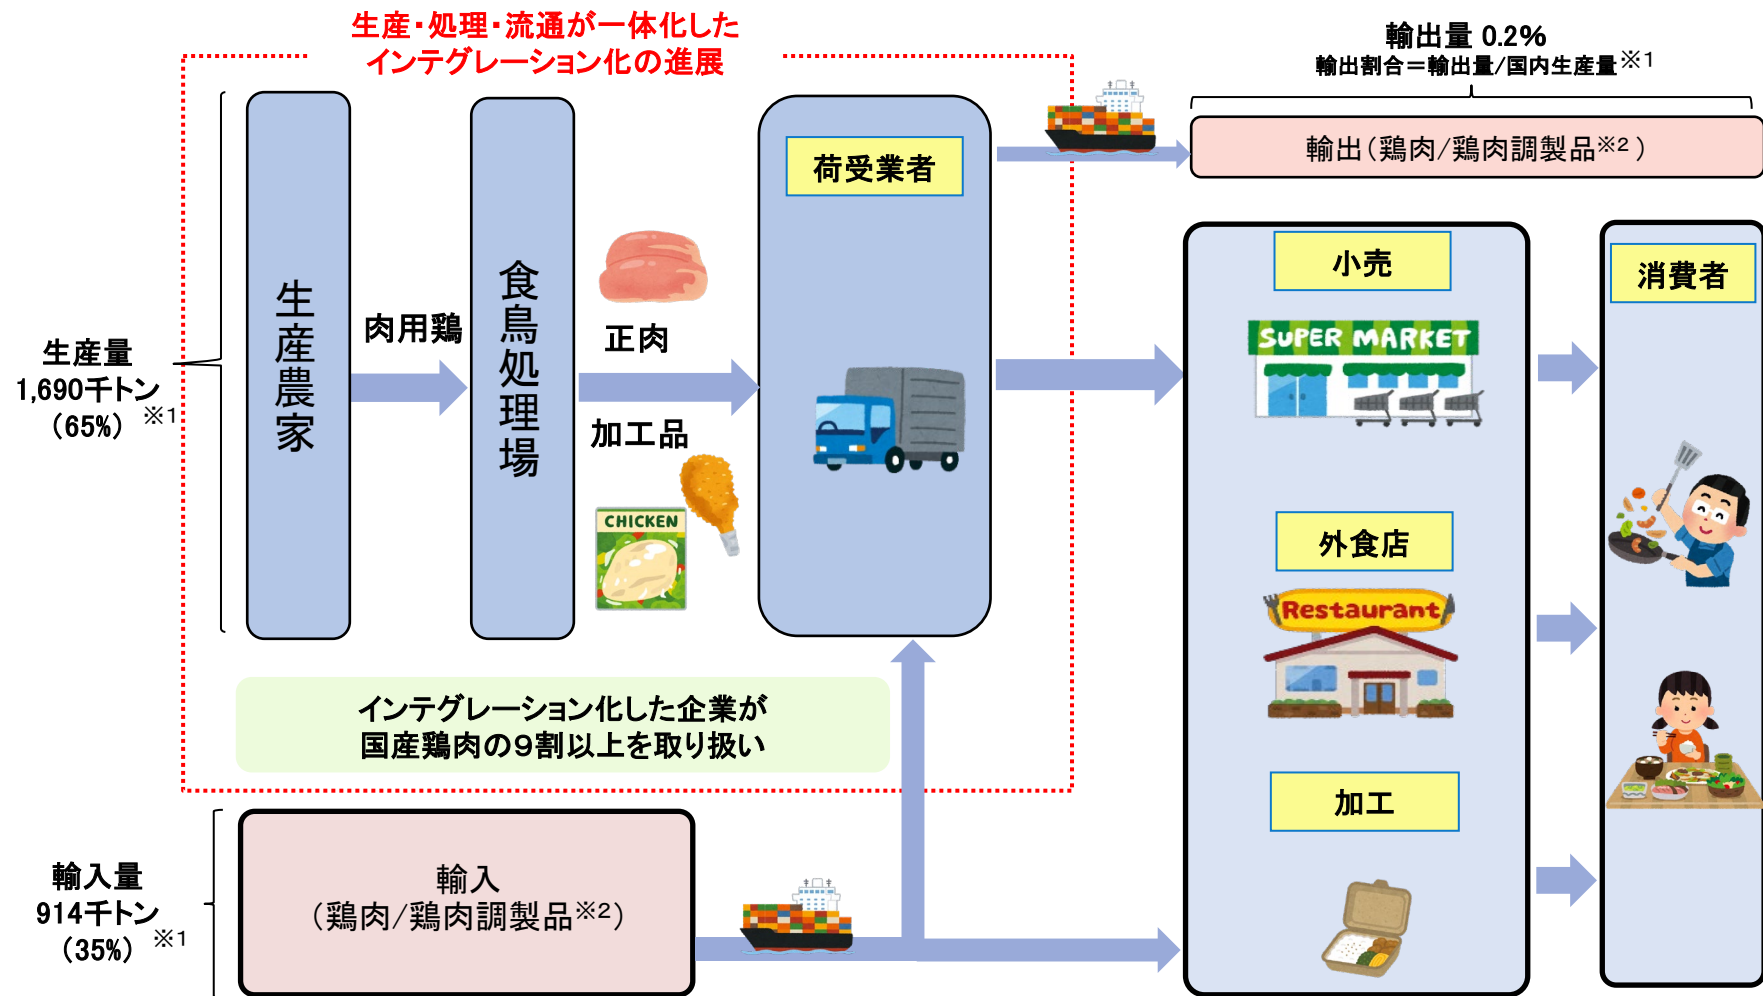 生産・処理・流通が一体化した
インテグレーション化の進展
輸出量 0.2%
輸出割合＝輸出量/国内生産量※1
輸出（鶏肉/鶏肉調製品※2）
荷受業者
小売
消費者
SUPER MARKET
生産農家
肉用鶏
食鳥処理場
正肉
加工品
CHICKEN
生産量
1,690千トン
（65%）※1
外食店
Restaurant
インテグレーション化した企業が
国産鶏肉の９割以上を取り扱い
加工
輸入量
914千トン
（35%）※1
輸入
（鶏肉/鶏肉調製品※2）